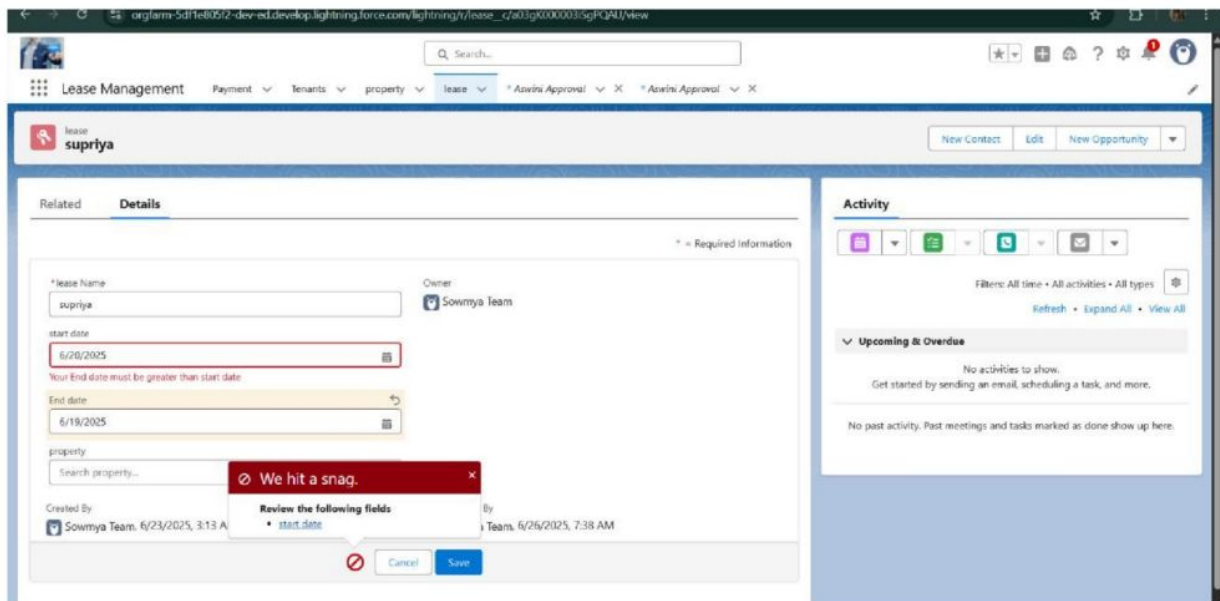 orgfarm-5df1e805f2-dev-ed.develop.lightning.force.com/lightning/r/lease__c/a03gK000003iSgPQAU/view
Search...
1
Lease Management Payment Tenants property lease * Aswini Approval * Aswini Approval
lease
supriya
New Contact Edit New Opportunity
Related Details
* = Required Information
*lease Name
supriya
Owner
Sowmya Team
start date
6/20/2025
Your End date must be greater than start date
End date
6/19/2025
property
Search property...
We hit a snag.
Review the following fields
• start date
Created By
Sowmya Team, 6/23/2025, 3:13 A
By
Team, 6/26/2025, 7:38 AM
Cancel Save
Activity
Filters: All time • All activities • All types
Refresh • Expand All • View All
Upcoming & Overdue
No activities to show.
Get started by sending an email, scheduling a task, and more.
No past activity. Past meetings and tasks marked as done show up here.